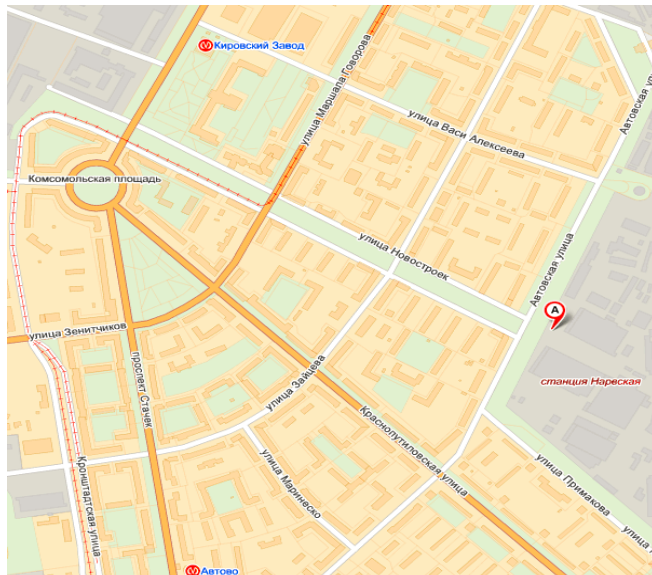 Кировский Завод
улица Маршала Говорова
улица Васи Алексеева
Автовская ул
Комсомольская площадь
улица Новостроек
Автовская улица
A
улица Зенитчиков
проспект Стачек
улица Зайцева
станция Нарвская
Краснопутиловская улица
улица Маринеско
улица Примакова
Кронштадтская улица
улица
Автово